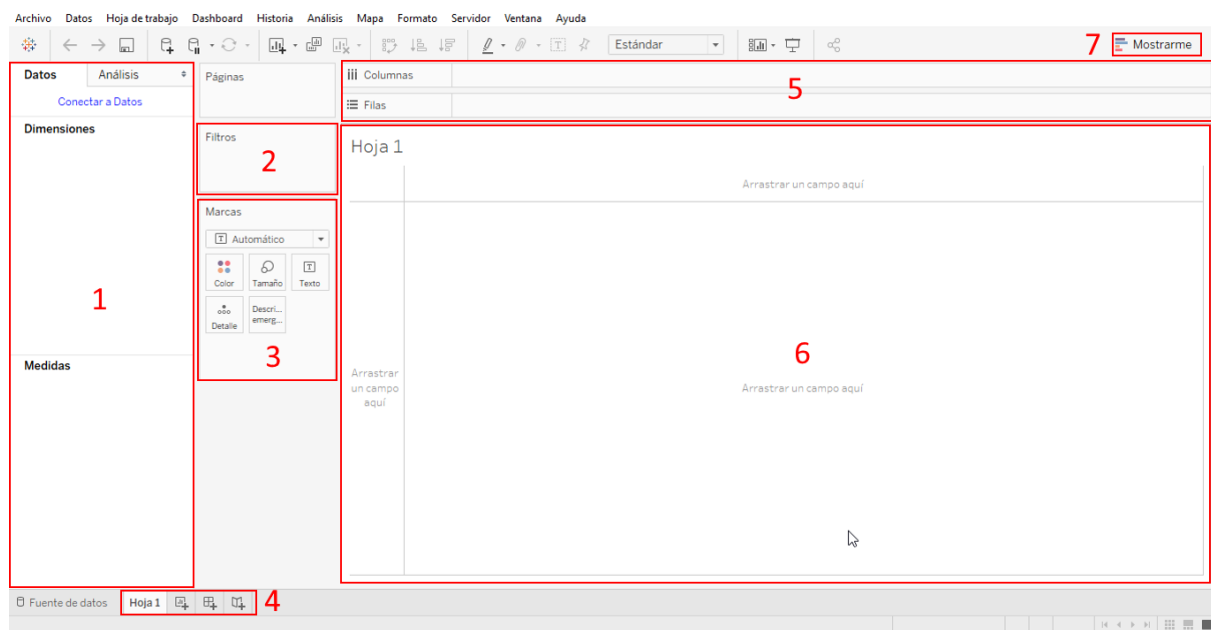 Archivo Datos Hoja de trabajo Dashboard Historia Análisis Mapa Formato Servidor Ventana Ayuda
Estándar
7
Mostrarme
Datos
Análisis
Conectar a Datos
Dimensiones
1
Medidas
Páginas
Filtros
2
Marcas
Automático
Color
Tamaño
Texto
Detalle
Descri...
emerg...
3
Columnas
Filas
5
Hoja 1
Arrastrar un campo aquí
Arrastrar
un campo
aquí
6
Arrastrar un campo aquí
Fuente de datos
Hoja 1
4